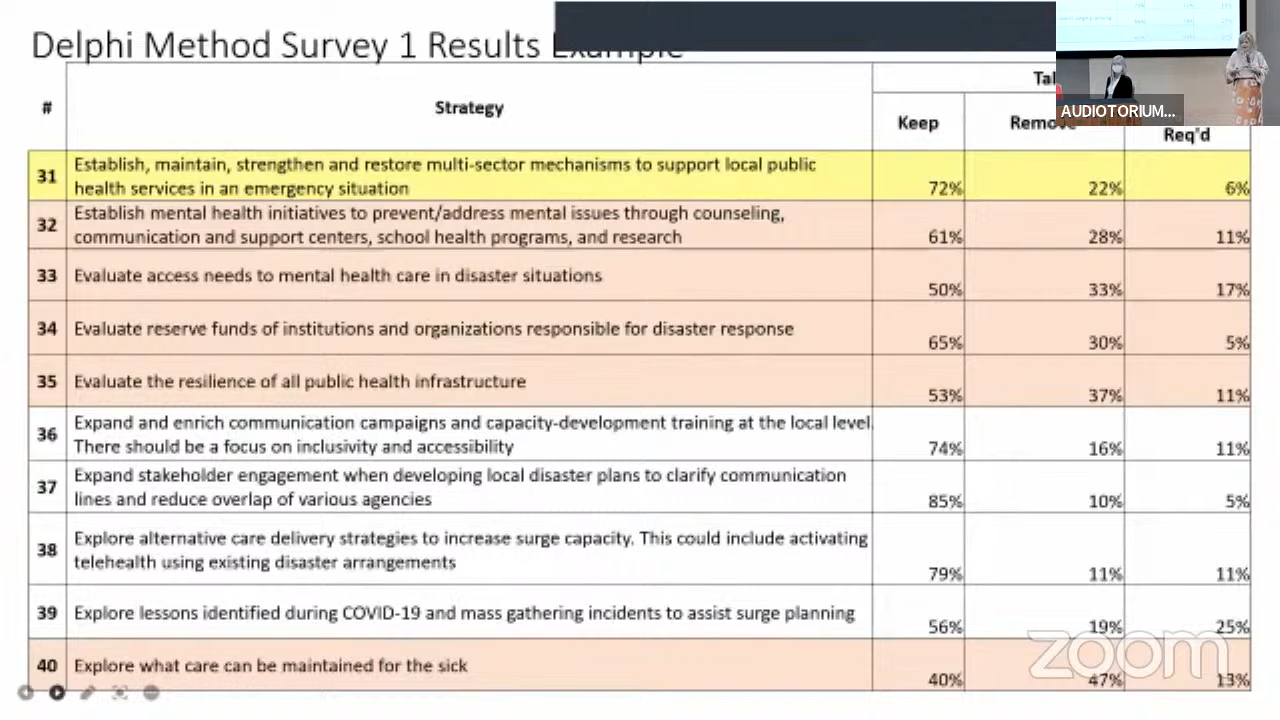 Delphi Method Survey 1 Results Example
#
Strategy
Keep
Remove
Req'd
AUDIOTORIUM...
31
Establish, maintain, strengthen and restore multi-sector mechanisms to support local public
health services in an emergency situation
72%
22%
6%
32
Establish mental health initiatives to prevent/address mental issues through counseling,
communication and support centers, school health programs, and research
61%
28%
11%
33
Evaluate access needs to mental health care in disaster situations
50%
33%
17%
34
Evaluate reserve funds of institutions and organizations responsible for disaster response
65%
30%
5%
35
Evaluate the resilience of all public health infrastructure
53%
37%
11%
36
Expand and enrich communication campaigns and capacity-development training at the local level.
There should be a focus on inclusivity and accessibility
74%
16%
11%
37
Expand stakeholder engagement when developing local disaster plans to clarify communication
lines and reduce overlap of various agencies
85%
10%
5%
38
Explore alternative care delivery strategies to increase surge capacity. This could include activating
telehealth using existing disaster arrangements
79%
11%
11%
39
Explore lessons identified during COVID-19 and mass gathering incidents to assist surge planning
56%
19%
25%
40
Explore what care can be maintained for the sick
40%
47%
13%
zoom